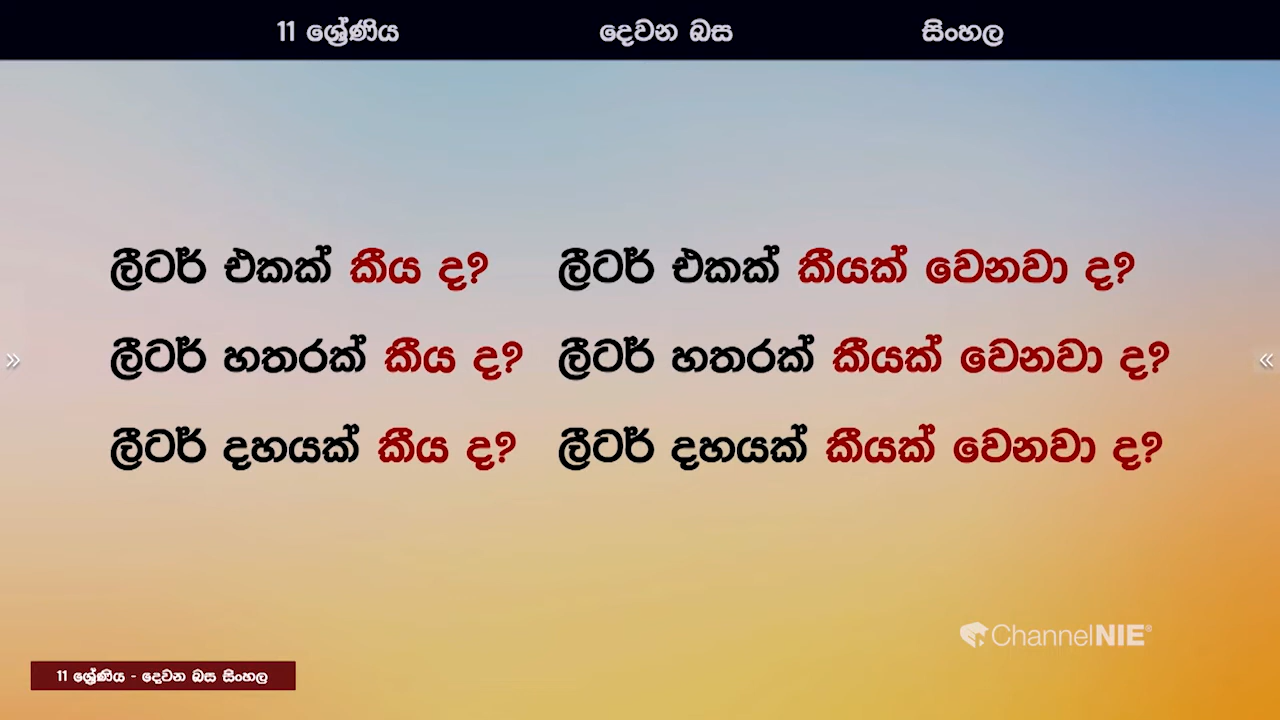 11 ශ්‍රේණිය දෙවන බස සිංහල
ලීටර් එකක් කීය ද? ලීටර් එකක් කීයක් වෙනවා ද?
ලීටර් හතරක් කීය ද? ලීටර් හතරක් කීයක් වෙනවා ද?
ලීටර් දහයක් කීය ද? ලීටර් දහයක් කීයක් වෙනවා ද?
ChannelNIE®
11 ශ්‍රේණිය - දෙවන බස සිංහල